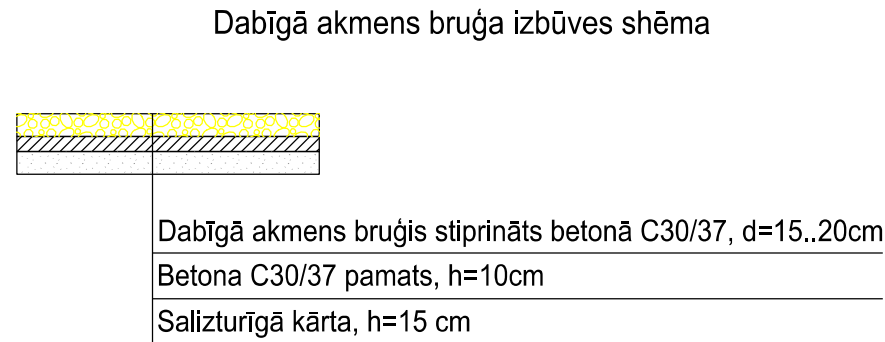 Dabīgā akmens bruģa izbūves shēma
Dabīgā akmens bruģis stiprināts betonā C30/37, d=15..20cm
Betona C30/37 pamats, h=10cm
Salizturīgā kārta, h=15 cm